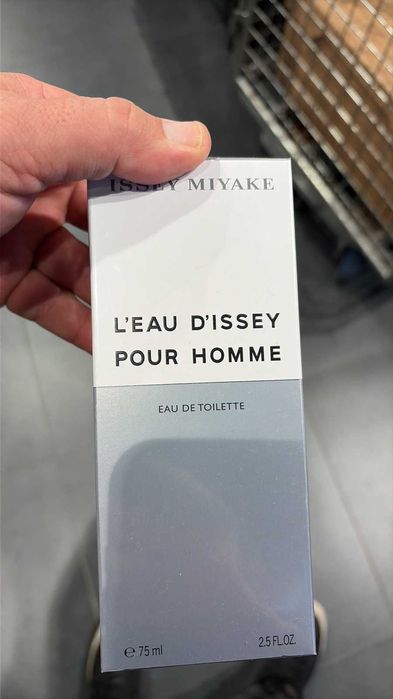 ISSEY MIYAKE
L'EAU D'ISSEY
POUR HOMME
EAU DE TOILETTE
e 75 ml 2.5 FL.OZ.